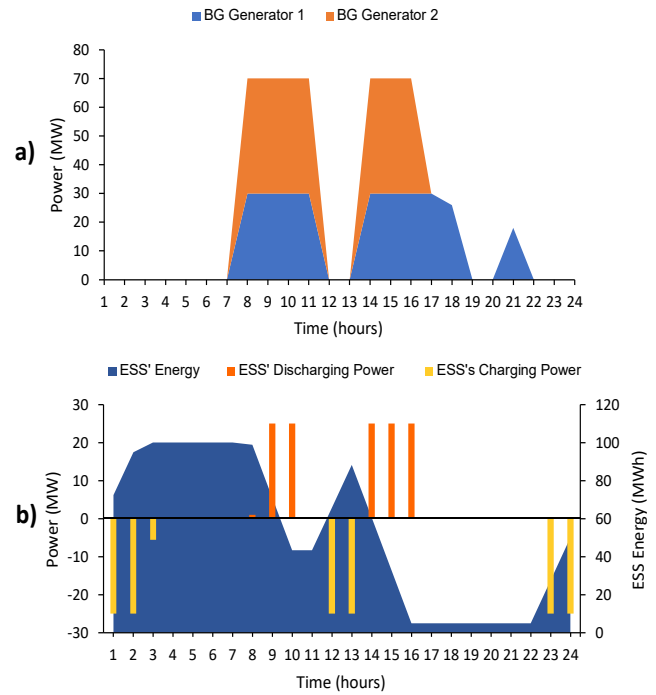 BG Generator 1 BG Generator 2
a)
Power (MW)
80
70
60
50
40
30
20
10
0
1 2 3 4 5 6 7 8 9 10 11 12 13 14 15 16 17 18 19 20 21 22 23 24
Time (hours)
ESS' Energy ESS' Discharging Power ESS's Charging Power
b)
Power (MW)
30
20
10
0
-10
-20
-30
120
100
80
60
40
20
0
ESS Energy (MWh)
1 2 3 4 5 6 7 8 9 10 11 12 13 14 15 16 17 18 19 20 21 22 23 24
Time (hours)